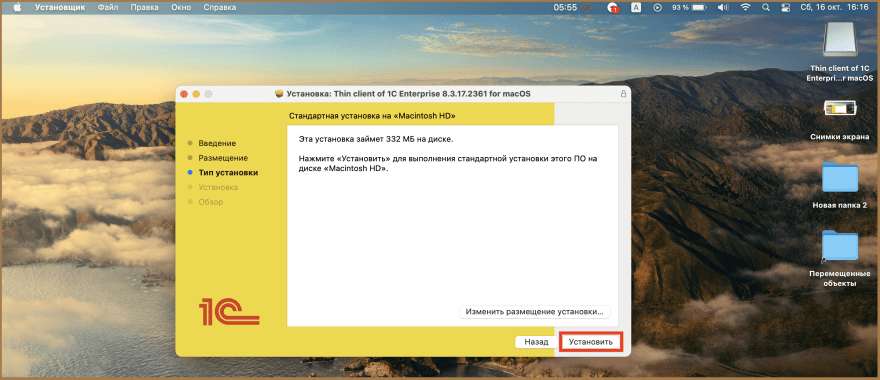 Установщик Файл Правка Окно Справка 05:55 1 A 93 % Сб, 16 окт. 16:16
Thin client of 1C
Enterpri...r macOS
Снимки экрана
Новая папка 2
Перемещенные
объекты
Установка: Thin client of 1C Enterprise 8.3.17.2361 for macOS
Стандартная установка на «Macintosh HD»
Введение
Размещение
Тип установки
Установка
Обзор
Эта установка займет 332 МБ на диске.
Нажмите «Установить» для выполнения стандартной установки этого ПО на
диске «Macintosh HD».
1C
Изменить размещение установки...
Назад Установить